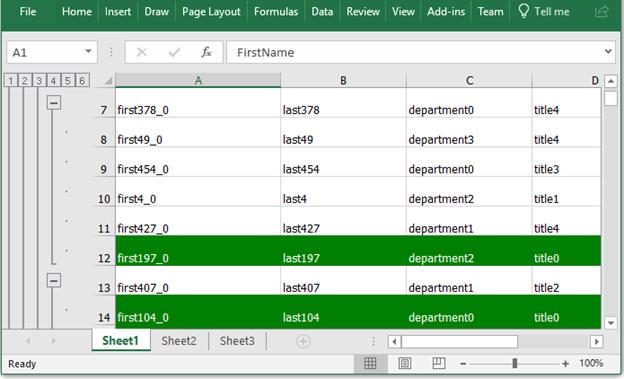 File Home Insert Draw Page Layout Formulas Data Review View Add-ins Team Tell me
A1 fx FirstName
1 2 3 4 5 6
A B C D
7 first378_0 last378 department0 title4
8 first49_0 last49 department3 title4
9 first454_0 last454 department0 title3
10 first4_0 last4 department2 title1
11 first427_0 last427 department1 title4
12 first197_0 last197 department2 title0
13 first407_0 last407 department1 title2
14 first104_0 last104 department0 title0
Sheet1 Sheet2 Sheet3
Ready 100%